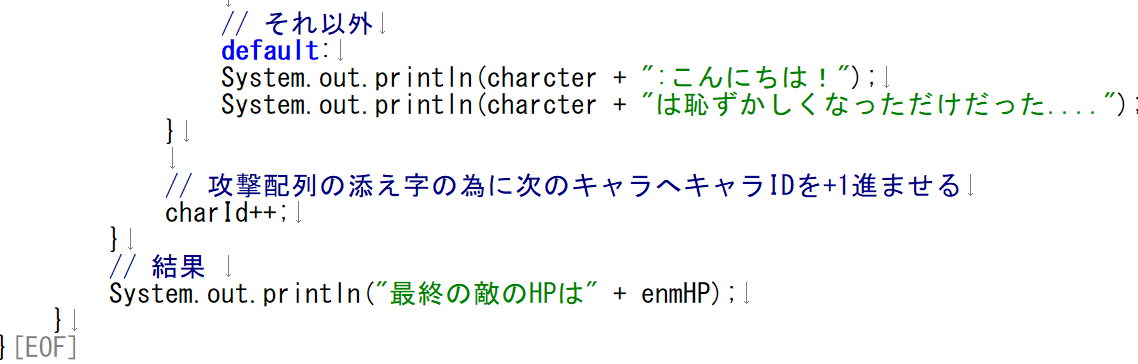 // それ以外↓
default:↓
System.out.println(charcter + ":こんにちは！");↓
System.out.println(charcter + "は恥ずかしくなっただけだった....");
}↓
↓
// 攻撃配列の添え字の為に次のキャラへキャラIDを+1進ませる↓
charId++;↓
}↓
// 結果 ↓
System.out.println("最終の敵のHPは" + enmHP);↓
}↓
}[EOF]